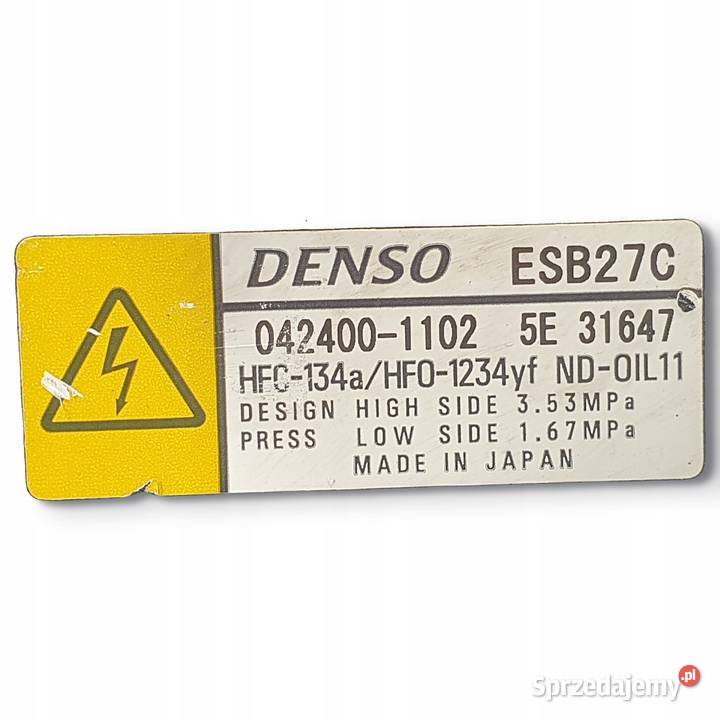 DENSO ESB27C
042400-1102 5E 31647
HFC-134a/HFO-1234yf ND-OIL11
DESIGN HIGH SIDE 3.53MPa
PRESS LOW SIDE 1.67MPa
MADE IN JAPAN
Sprzedajemy.pl